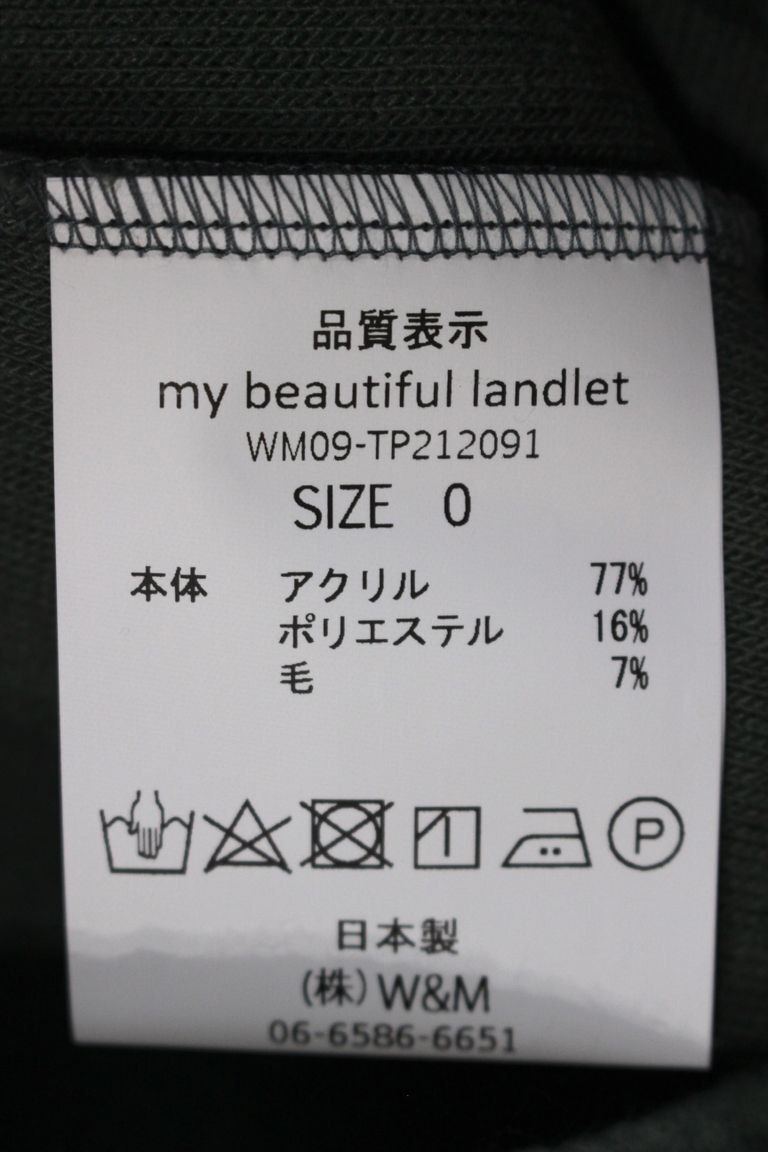 品質表示
my beautiful landlet
WM09-TP212091
SIZE 0
本体 アクリル 77%
ポリエステル 16%
毛 7%
P
日本製
(株)W&M
06-6586-6651